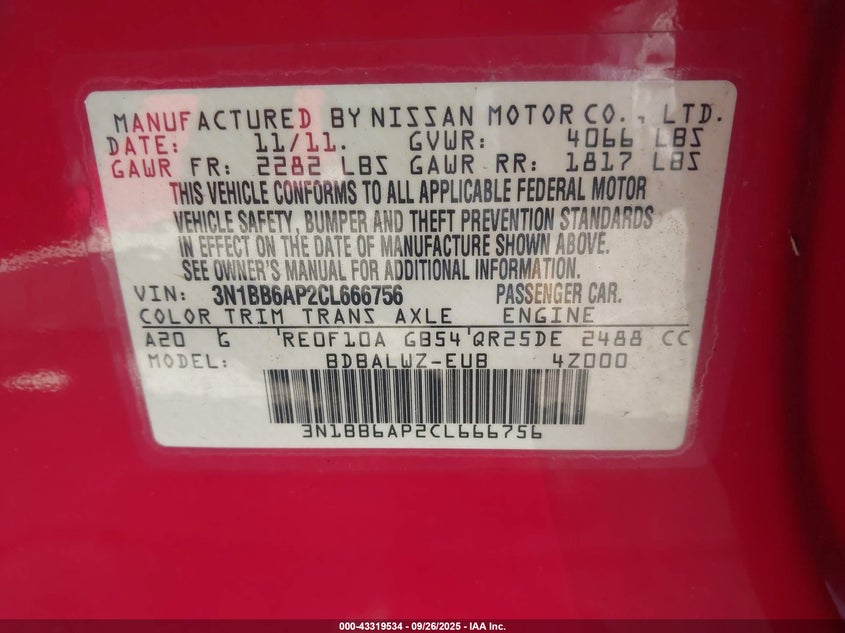 MANUFACTURED BY NISSAN MOTOR CO., LTD.
DATE: 11/11. GVWR: 4066 LBS
GAWR FR: 2282 LBS GAWR RR: 1817 LBS
THIS VEHICLE CONFORMS TO ALL APPLICABLE FEDERAL MOTOR
VEHICLE SAFETY, BUMPER AND THEFT PREVENTION STANDARDS
IN EFFECT ON THE DATE OF MANUFACTURE SHOWN ABOVE.
SEE OWNER'S MANUAL FOR ADDITIONAL INFORMATION.
VIN: 3N1BB6AP2CL666756 PASSENGER CAR.
COLOR TRIM TRANS AXLE ENGINE
A20 G RE0F10A GB54 QR25DE 2488 CC
MODEL: BDBALWZ-EUB 4Z000
3N1BB6AP2CL666756
000-43319534 - 09/26/2025 - IAA Inc.